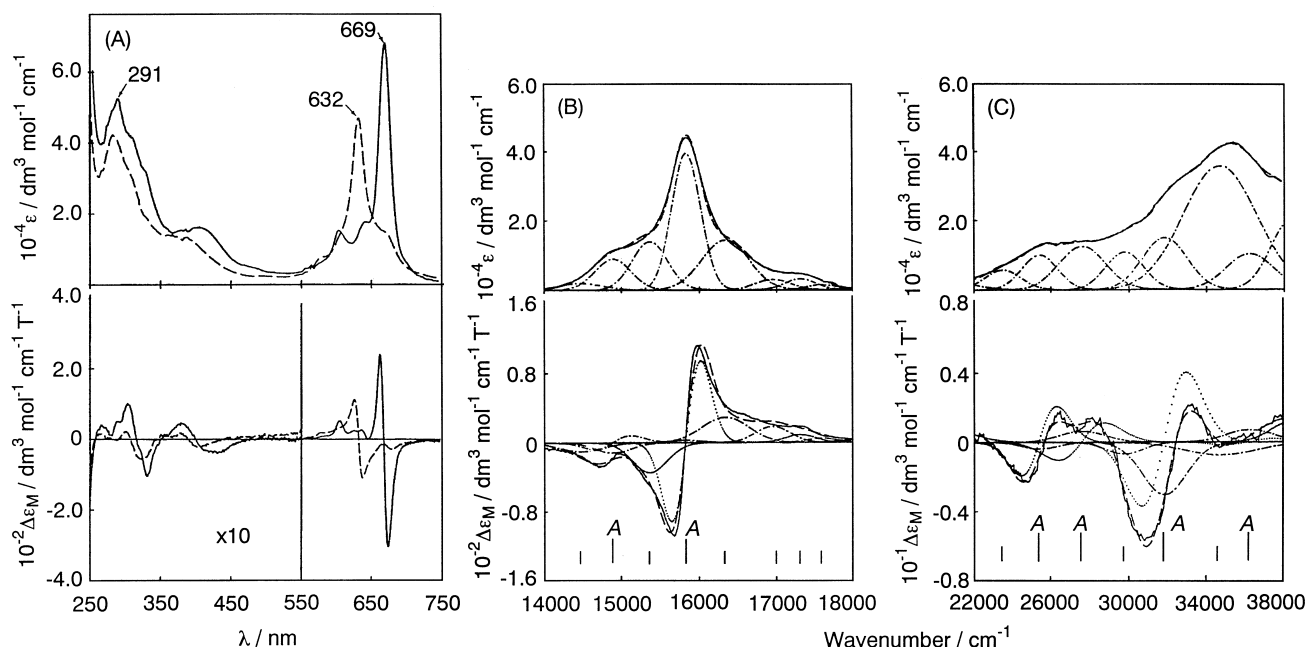 (A)
669
632
291
6.0
4.0
2.0
10⁻⁴ε / dm³ mol⁻¹ cm⁻¹
4.0
2.0
0
-2.0
-4.0
10⁻²Δε_M / dm³ mol⁻¹ cm⁻¹ T⁻¹
x10
250 350 450 550 650 750
λ / nm
(B)
6.0
4.0
2.0
10⁻⁴ε / dm³ mol⁻¹ cm⁻¹
1.6
0.8
0
-0.8
-1.6
10⁻²Δε_M / dm³ mol⁻¹ cm⁻¹ T⁻¹
A A
14000 15000 16000 17000 18000
(C)
6.0
4.0
2.0
10⁻⁴ε / dm³ mol⁻¹ cm⁻¹
0.8
0.4
0
-0.4
-0.8
10⁻¹Δε_M / dm³ mol⁻¹ cm⁻¹ T⁻¹
A A A A
22000 26000 30000 34000 38000
Wavenumber / cm⁻¹